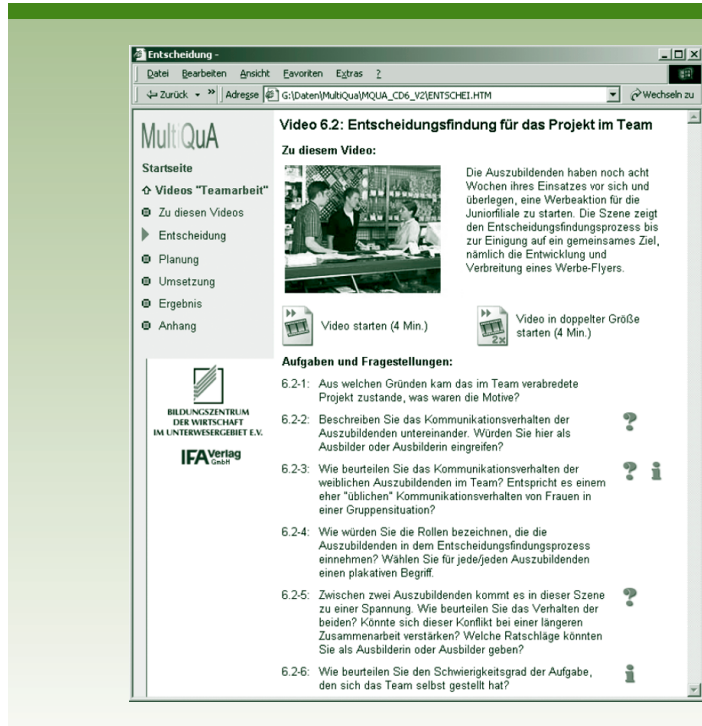 Entscheidung -
Datei Bearbeiten Ansicht Favoriten Extras ?
Zurück » Adresse G:\Daten\MultiQua\MQUA_CD6_V2\ENTSCHEI.HTM Wechseln zu
MultiQuA
Startseite
Videos "Teamarbeit"
Zu diesen Videos
Entscheidung
Planung
Umsetzung
Ergebnis
Anhang
BILDUNGSZENTRUM
DER WIRTSCHAFT
IM UNTERWESERGEBIET E.V.
IFA Verlag
GmbH
Video 6.2: Entscheidungsfindung für das Projekt im Team
Zu diesem Video:
Die Auszubildenden haben noch acht
Wochen ihres Einsatzes vor sich und
überlegen, eine Werbeaktion für die
Juniorfiliale zu starten. Die Szene zeigt
den Entscheidungsfindungsprozess bis
zur Einigung auf ein gemeinsames Ziel,
nämlich die Entwicklung und
Verbreitung eines Werbe-Flyers.
Video starten (4 Min.)
2x
Video in doppelter Größe
starten (4 Min.)
Aufgaben und Fragestellungen:
6.2-1: Aus welchen Gründen kam das im Team verabredete
Projekt zustande, was waren die Motive?
6.2-2: Beschreiben Sie das Kommunikationsverhalten der
Auszubildenden untereinander. Würden Sie hier als
Ausbilder oder Ausbilderin eingreifen?
6.2-3: Wie beurteilen Sie das Kommunikationsverhalten der
weiblichen Auszubildenden im Team? Entspricht es einem
eher "üblichen" Kommunikationsverhalten von Frauen in
einer Gruppensituation?
6.2-4: Wie würden Sie die Rollen bezeichnen, die die
Auszubildenden in dem Entscheidungsfindungsprozess
einnehmen? Wählen Sie für jede/jeden Auszubildenden
einen plakativen Begriff.
6.2-5: Zwischen zwei Auszubildenden kommt es in dieser Szene
zu einer Spannung. Wie beurteilen Sie das Verhalten der
beiden? Könnte sich dieser Konflikt bei einer längeren
Zusammenarbeit verstärken? Welche Ratschläge könnten
Sie als Ausbilderin oder Ausbilder geben?
6.2-6: Wie beurteilen Sie den Schwierigkeitsgrad der Aufgabe,
den sich das Team selbst gestellt hat?